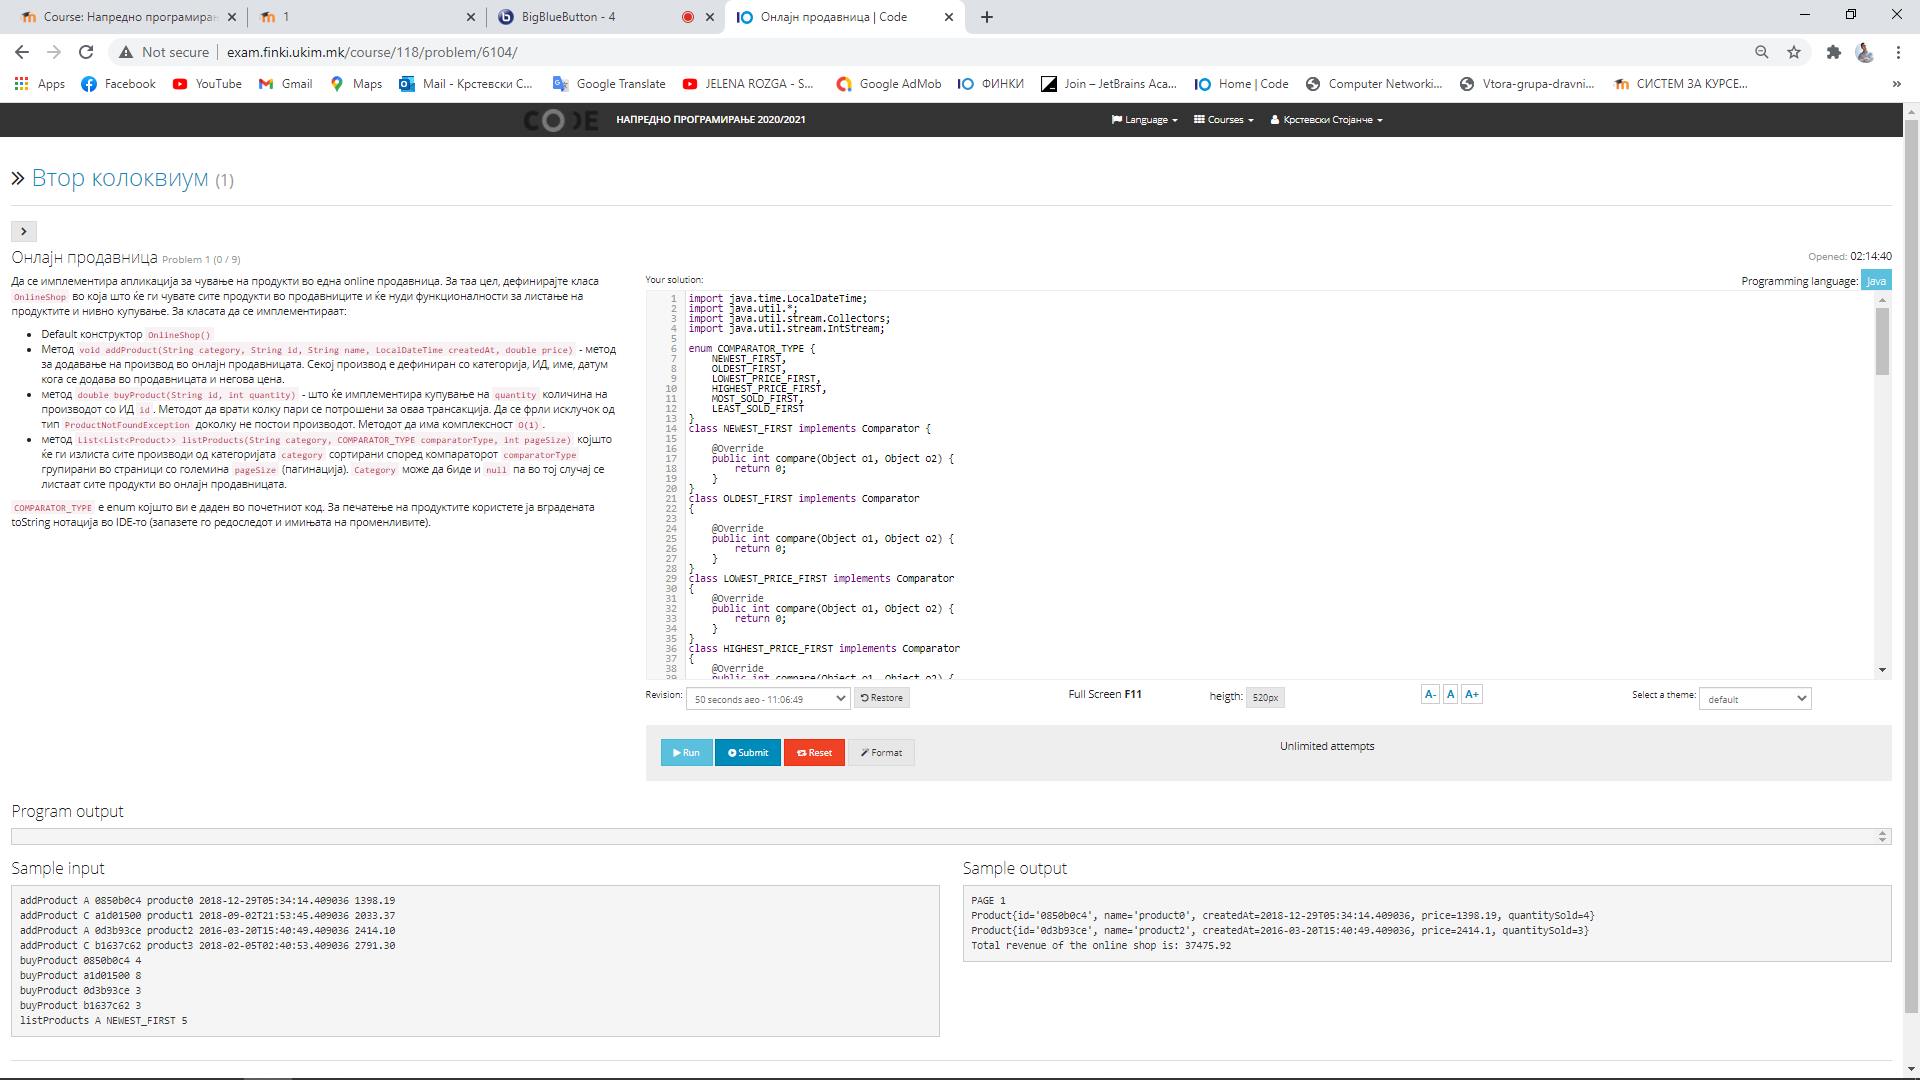 Course: Напредно програмиран
1
BigBlueButton - 4
Онлајн продавница | Code
Not secure
exam.finki.ukim.mk/course/118/problem/6104/
Apps
Facebook
YouTube
Gmail
Maps
Mail - Крстевски С...
Google Translate
JELENA ROZGA - S...
Google AdMob
ФИНКИ
Join – JetBrains Aca...
Home | Code
Computer Networki...
Vtora-grupa-dravni...
СИСТЕМ ЗА КУРСЕ...
»
CODE
НАПРЕДНО ПРОГРАМИРАЊЕ 2020/2021
Language
Courses
Крстевски Стојанче
» Втор колоквиум (1)
Онлајн продавница Problem 1 (0 / 9)
Opened: 02:14:40
Да се имплементира апликација за чување на продукти во една online продавница. За таа цел, дефинирајте класа
OnlineShop во која што ќе ги чувате сите продукти во продавниците и ќе нуди функционалности за листање на
продуктите и нивно купување. За класата да се имплементираат:
• Default конструктор OnlineShop()
• Метод void addProduct(String category, String id, String name, LocalDateTime createdAt, double price) - метод
за додавање на производ во онлајн продавницата. Секој производ е дефиниран со категорија, ИД, име, датум
кога се додава во продавницата и негова цена.
• метод double buyProduct(String id, int quantity) - што ќе имплементира купување на quantity количина на
производот со ИД id . Методот да врати колку пари се потрошени за оваа трансакција. Да се фрли исклучок од
тип ProductNotFoundException доколку не постои производот. Методот да има комплексност O(1) .
• метод List<List<Product>> listProducts(String category, COMPARATOR_TYPE comparatorType, int pageSize) којшто
ќе ги излиста сите производи од категоријата category сортирани според компараторот comparatorType
групирани во страници со големина pageSize (пагинација). Category може да биде и null па во тој случај се
листаат сите продукти во онлајн продавницата.
COMPARATOR_TYPE е enum којшто ви е даден во почетниот код. За печатење на продуктите користете ја вградената
toString нотација во IDE-то (запазете го редоследот и имињата на променливите).
Your solution:
Programming language: Java
1 import java.time.LocalDateTime;
2 import java.util.*;
3 import java.util.stream.Collectors;
4 import java.util.stream.IntStream;
5
6 enum COMPARATOR_TYPE {
7 NEWEST_FIRST,
8 OLDEST_FIRST,
9 LOWEST_PRICE_FIRST,
10 HIGHEST_PRICE_FIRST,
11 MOST_SOLD_FIRST,
12 LEAST_SOLD_FIRST
13 }
14 class NEWEST_FIRST implements Comparator {
15
16 @Override
17 public int compare(Object o1, Object o2) {
18 return 0;
19 }
20 }
21 class OLDEST_FIRST implements Comparator
22 {
23
24 @Override
25 public int compare(Object o1, Object o2) {
26 return 0;
27 }
28 }
29 class LOWEST_PRICE_FIRST implements Comparator
30 {
31 @Override
32 public int compare(Object o1, Object o2) {
33 return 0;
34 }
35 }
36 class HIGHEST_PRICE_FIRST implements Comparator
37 {
38 @Override
39 public int compare(Object o1, Object o2) {
Revision: 50 seconds ago - 11:06:49 Restore
Full Screen F11
heigth: 520px
A- A A+
Select a theme: default
Run Submit Reset Format
Unlimited attempts
Program output
Sample input
addProduct A 0850b0c4 product0 2018-12-29T05:34:14.409036 1398.19
addProduct C a1d01500 product1 2018-09-02T21:53:45.409036 2033.37
addProduct A 0d3b93ce product2 2016-03-20T15:40:49.409036 2414.10
addProduct C b1637c62 product3 2018-02-05T02:40:53.409036 2791.30
buyProduct 0850b0c4 4
buyProduct a1d01500 8
buyProduct 0d3b93ce 3
buyProduct b1637c62 3
listProducts A NEWEST_FIRST 5
Sample output
PAGE 1
Product{id='0850b0c4', name='product0', createdAt=2018-12-29T05:34:14.409036, price=1398.19, quantitySold=4}
Product{id='0d3b93ce', name='product2', createdAt=2016-03-20T15:40:49.409036, price=2414.1, quantitySold=3}
Total revenue of the online shop is: 37475.92